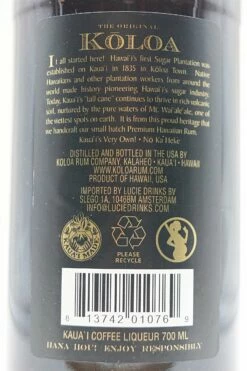 THE ORIGINAL
KŌLOA
It all started here! Hawai'i's first Sugar Plantation was
established on Kaua'i in 1835 in Kōloa Town. Native
Hawaiians and other plantation workers from around the
world made history pioneering Hawai'i's sugar industry.
Today, Kaua'i's "tall cane" continues to thrive in rich volcanic
soil, nurtured by the pure waters of Mt. Wai'ale'ale, one of
the wettest spots on earth. It is from this proud heritage that
we handcraft our small batch Premium Hawaiian Rum.
Kaua'i's Very Own! • No Ka Heke
DISTILLED AND BOTTLED IN THE USA BY
KOLOA RUM COMPANY, KALAHEO • KAUA'I • HAWAII
WWW.KOLOARUM.COM
PRODUCT OF HAWAII, USA
IMPORTED BY LUCIE DRINKS BV
SLEGO 1A, 1046BM AMSTERDAM
INFO@LUCIEDRINKS.COM
PLEASE
RECYCLE
8 13742 01076 9
KAUA'I COFFEE LIQUEUR 700 ML
HANA HOU! ENJOY RESPONSIBLY